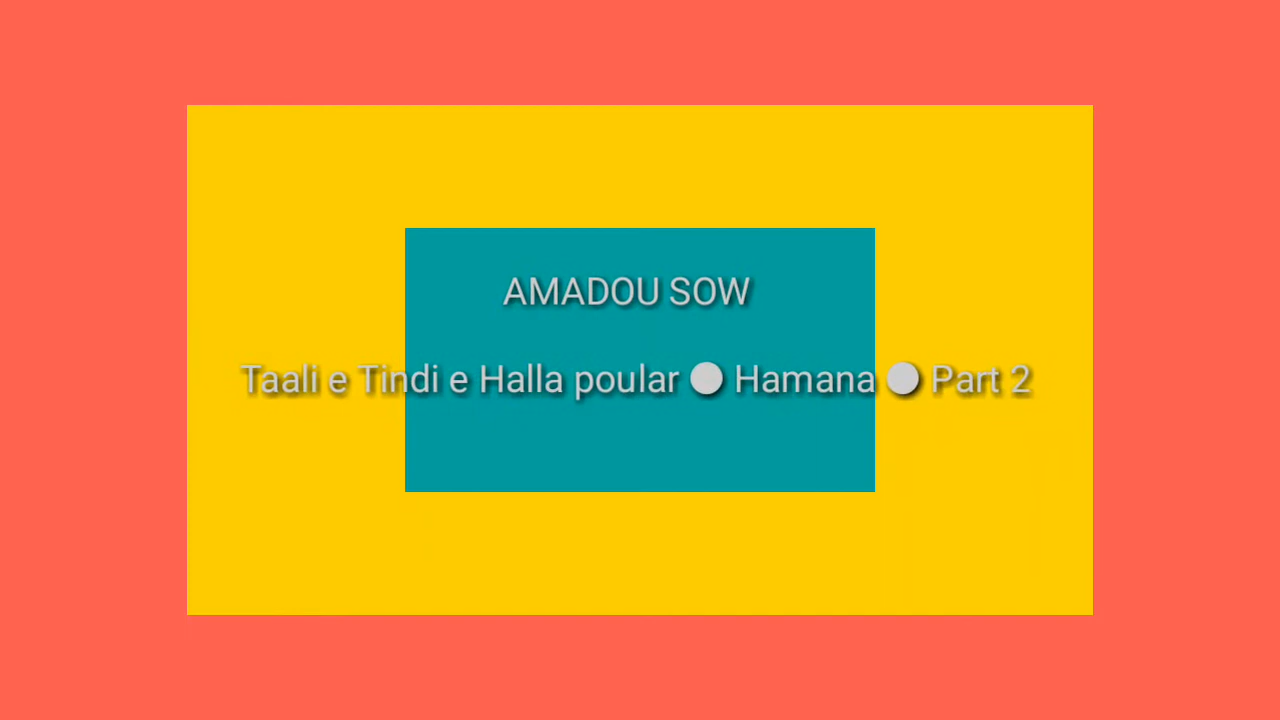 AMADOU SOW
Taali e Tindi e Halla poular ● Hamana ● Part 2